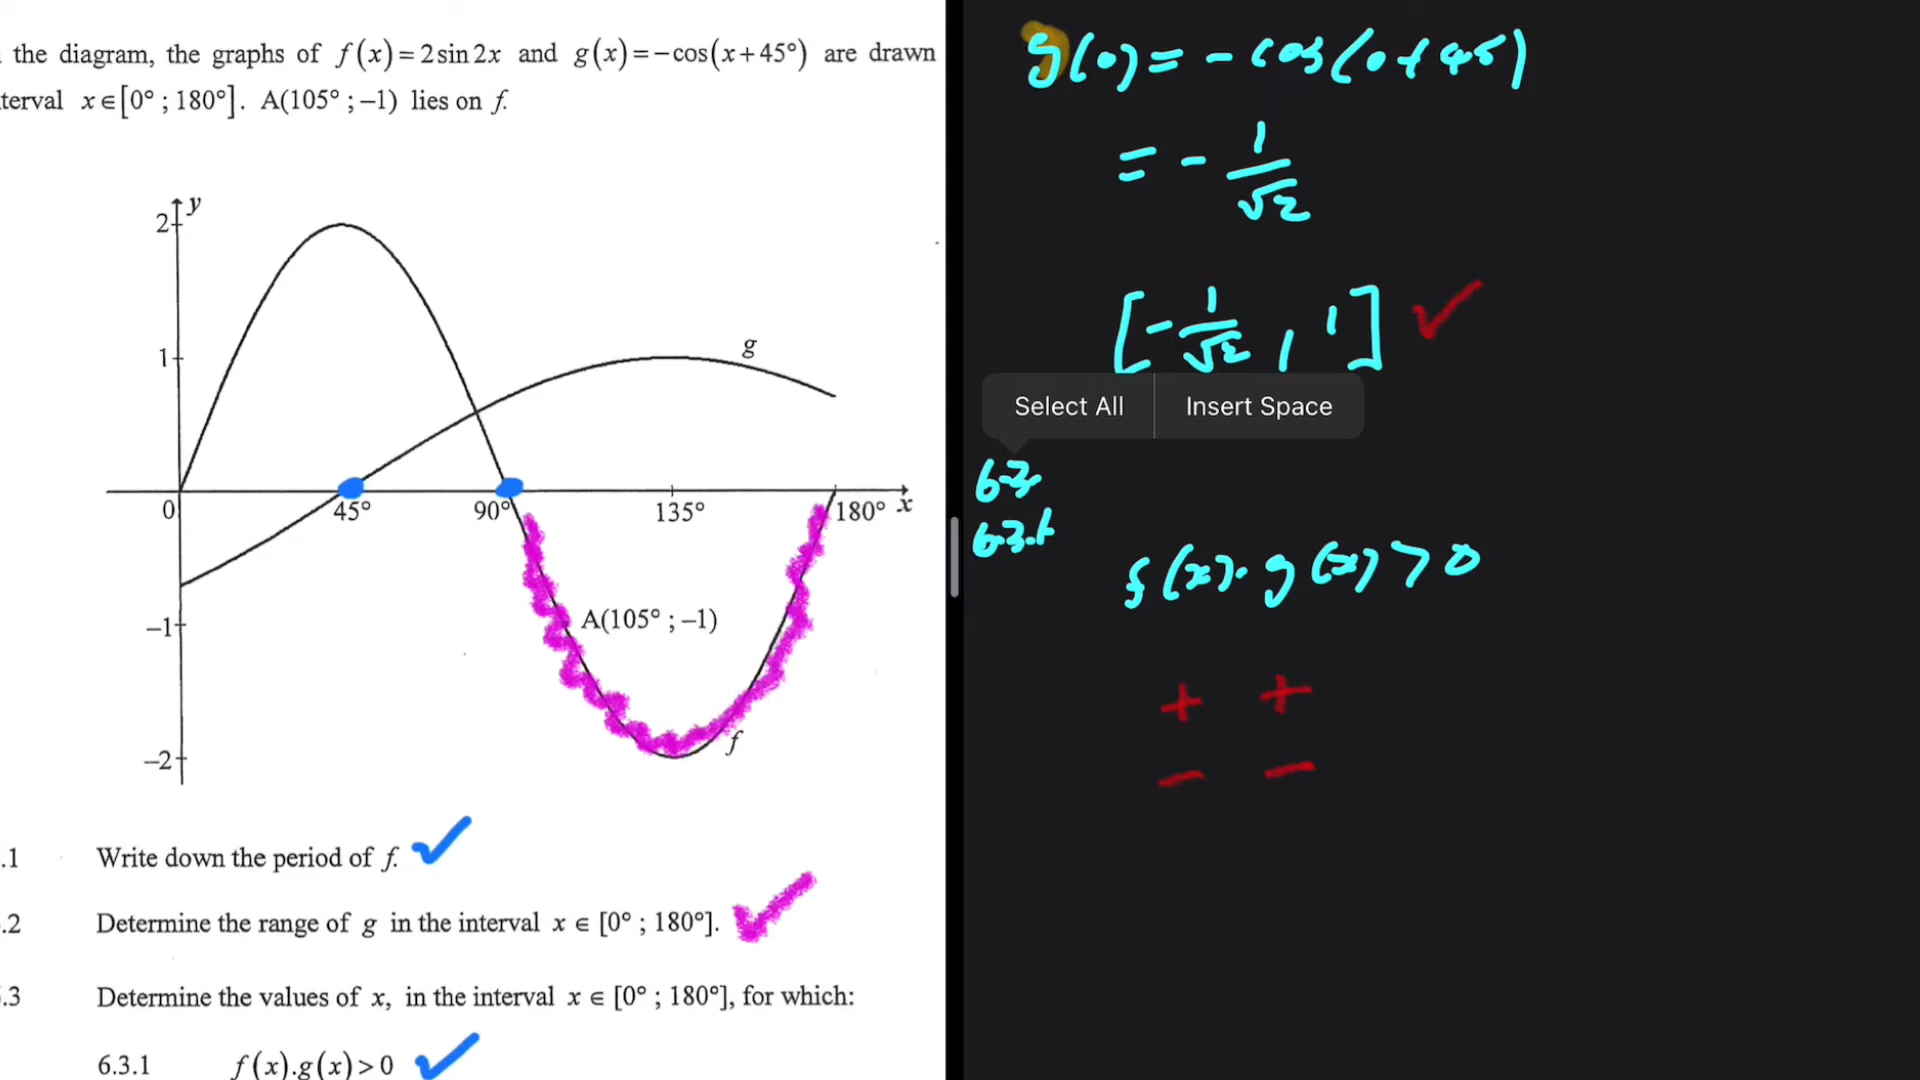 the diagram, the graphs of f(x)=2sin2x and g(x)=−cos(x+45°) are drawn
terval x∈[0° ; 180°]. A(105° ; −1) lies on f.
2 y
1
g
0 45° 90° 135° 180° x
−1
A(105° ; −1)
−2
f
.1 Write down the period of f.
.2 Determine the range of g in the interval x ∈ [0° ; 180°].
.3 Determine the values of x, in the interval x ∈ [0° ; 180°], for which:
6.3.1 f(x).g(x)>0
g(0) = - cos(0+45)
= - 1/√2
[-1/√2, 1]
Select All Insert Space
6.3
6.3.1
f(x).g(x)>0
+ +
− −